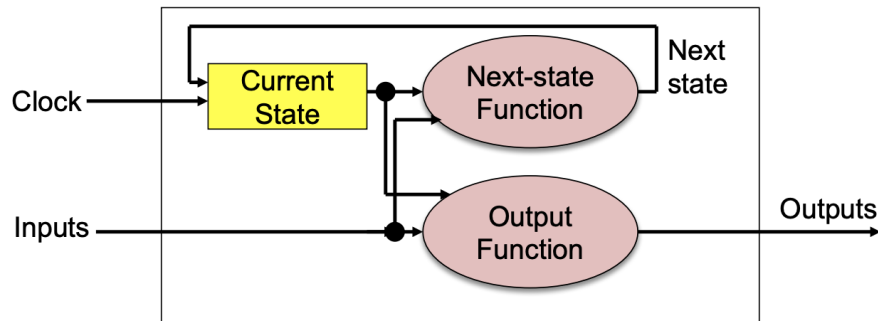 Current
State
Next-state
Function
Next
state
Clock
Inputs
Output
Function
Outputs